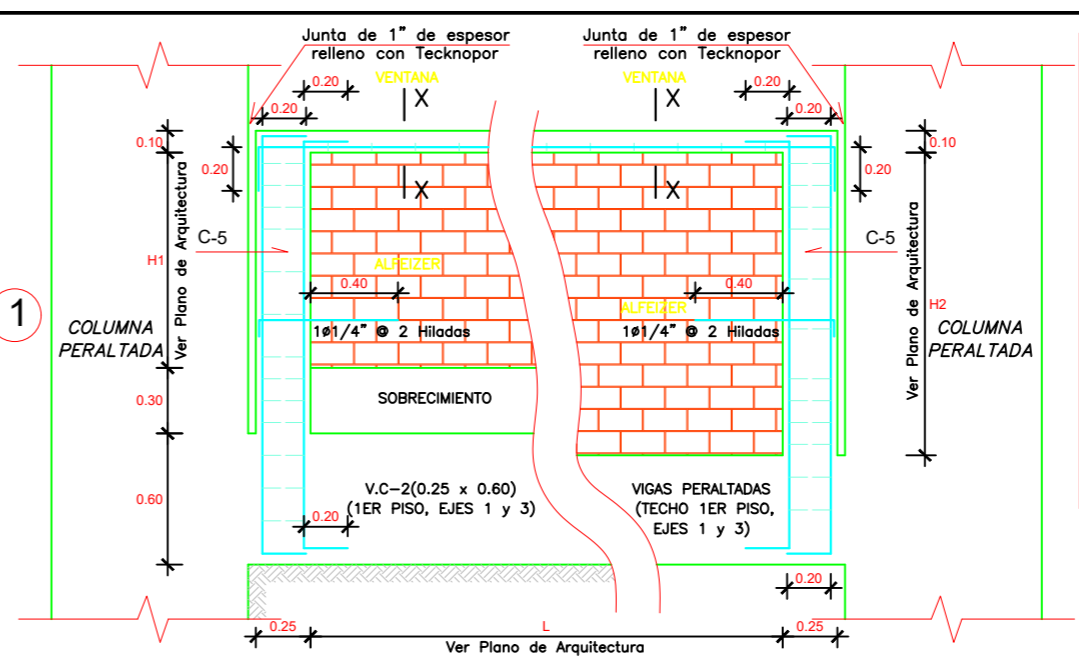 Junta de 1" de espesor
relleno con Tecknopor
Junta de 1" de espesor
relleno con Tecknopor
VENTANA
VENTANA
0.20
0.20
0.20
0.20
X
X
0.10
0.10
0.20
0.20
X
X
Ver Plano de Arquitectura
Ver Plano de Arquitectura
C-5
C-5
H1
H2
ALFEIZER
ALFEIZER
0.40
0.40
1
1ø1/4" @ 2 Hiladas
1ø1/4" @ 2 Hiladas
COLUMNA
PERALTADA
COLUMNA
PERALTADA
0.30
SOBRECIMIENTO
0.60
V.C-2(0.25 x 0.60)
(1ER PISO, EJES 1 y 3)
VIGAS PERALTADAS
(TECHO 1ER PISO,
EJES 1 y 3)
0.20
0.20
0.25
L
0.25
Ver Plano de Arquitectura